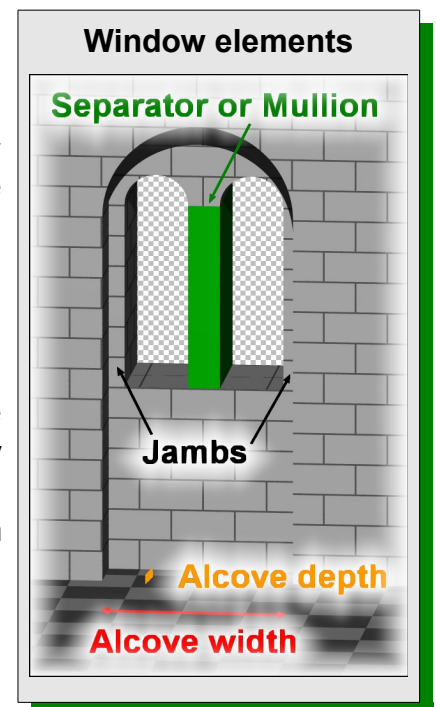 Window elements
Separator or Mullion
Jambs
Alcove depth
Alcove width